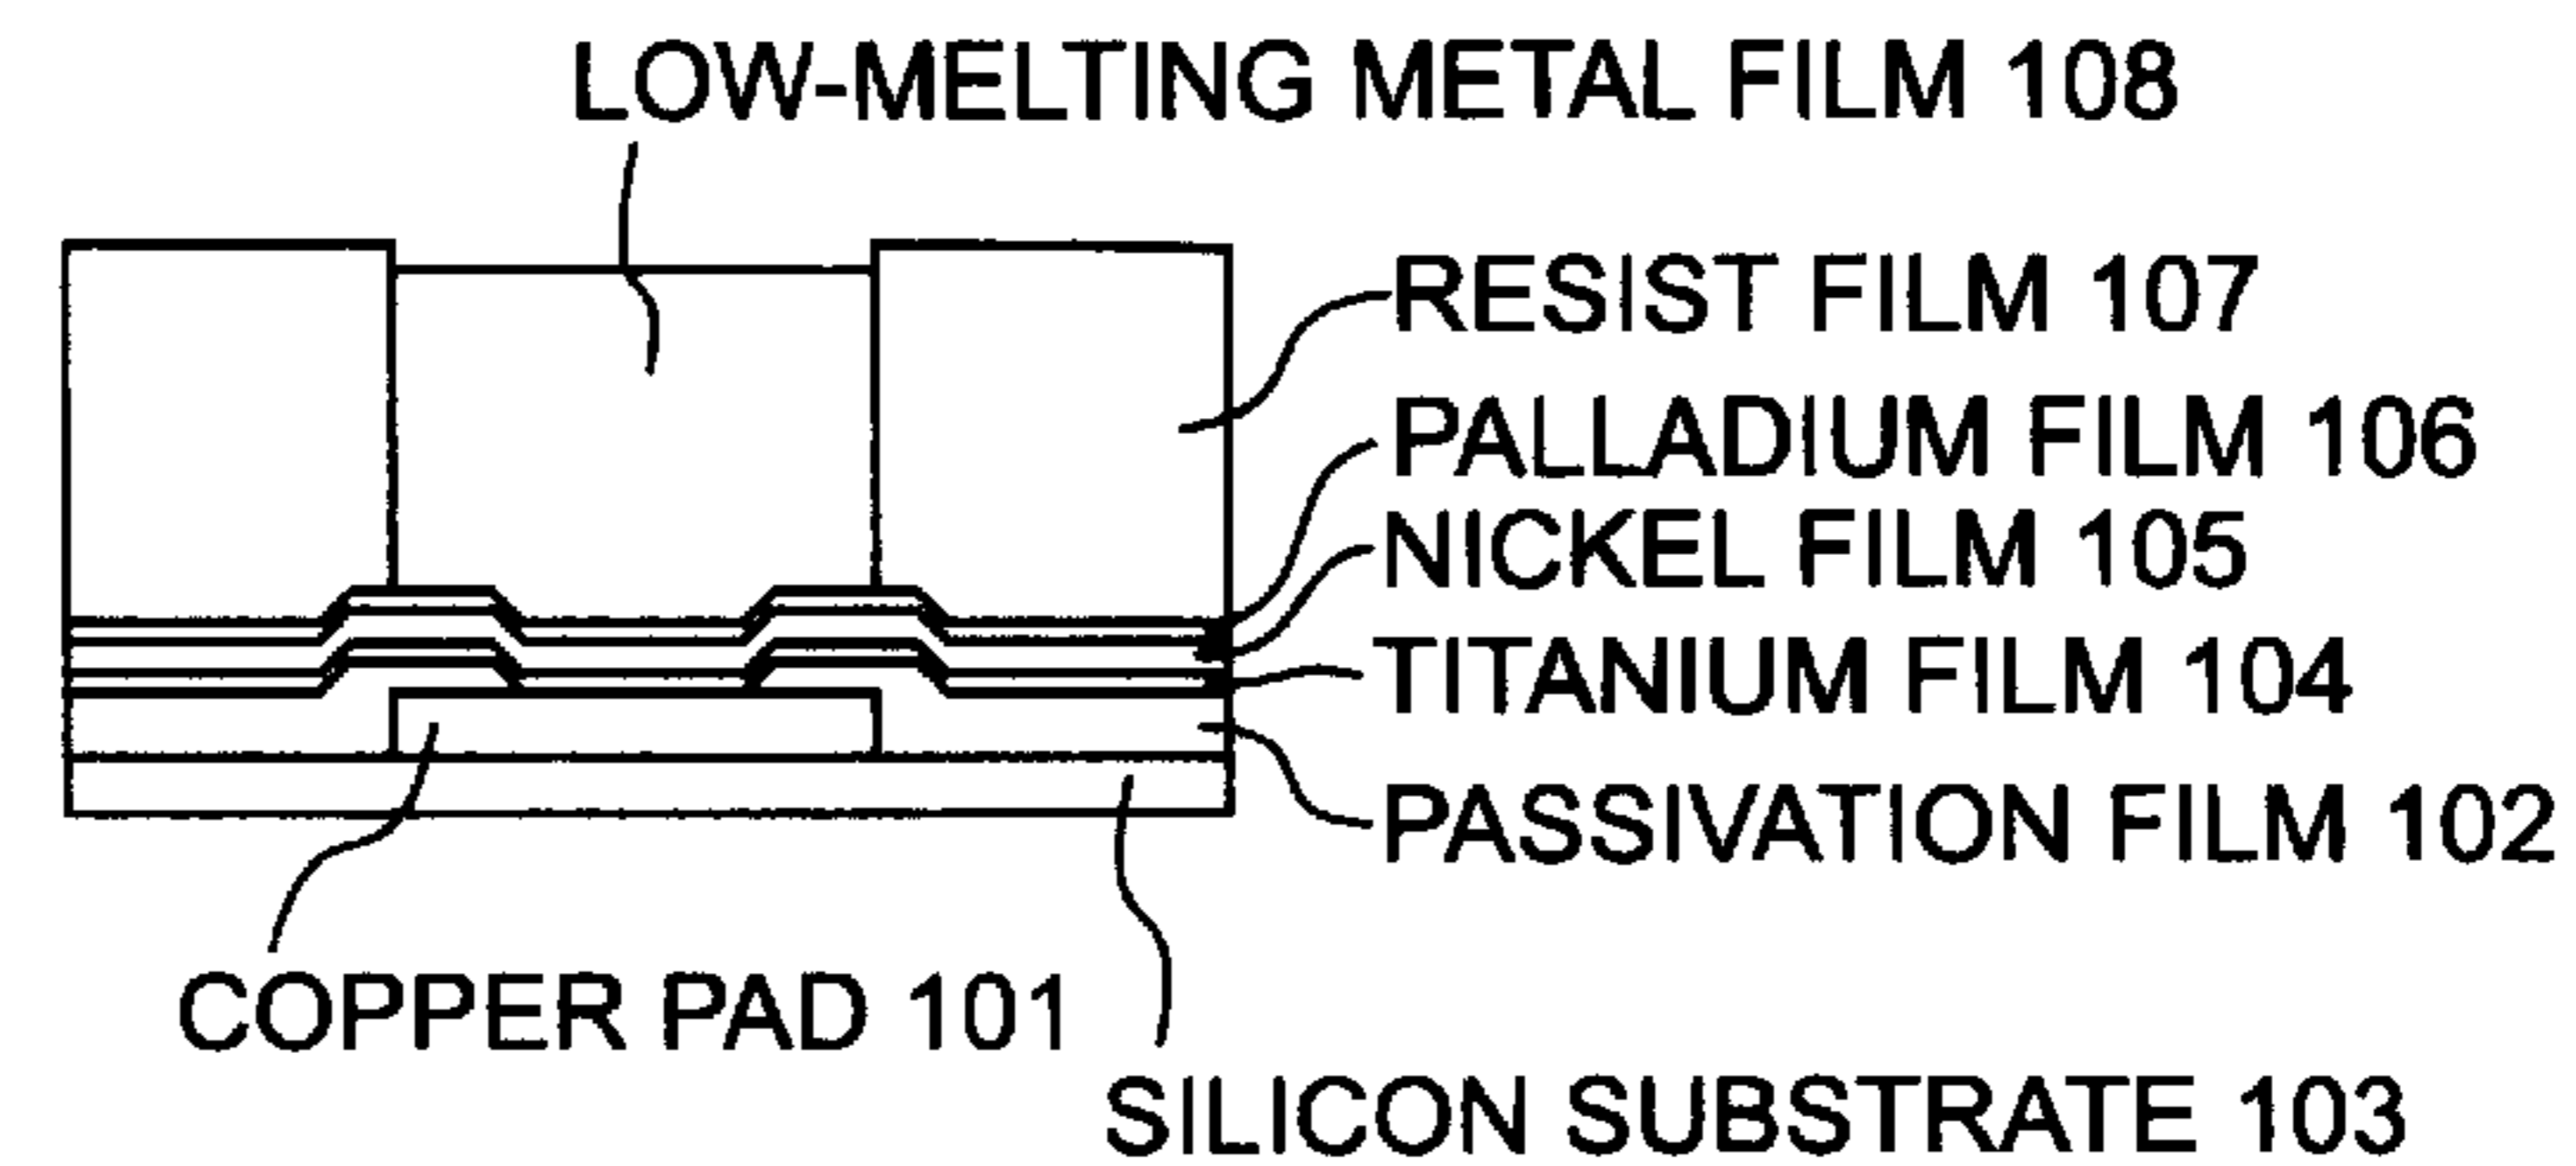 LOW-MELTING METAL FILM 108
RESIST FILM 107
PALLADIUM FILM 106
NICKEL FILM 105
TITANIUM FILM 104
PASSIVATION FILM 102
COPPER PAD 101
SILICON SUBSTRATE 103